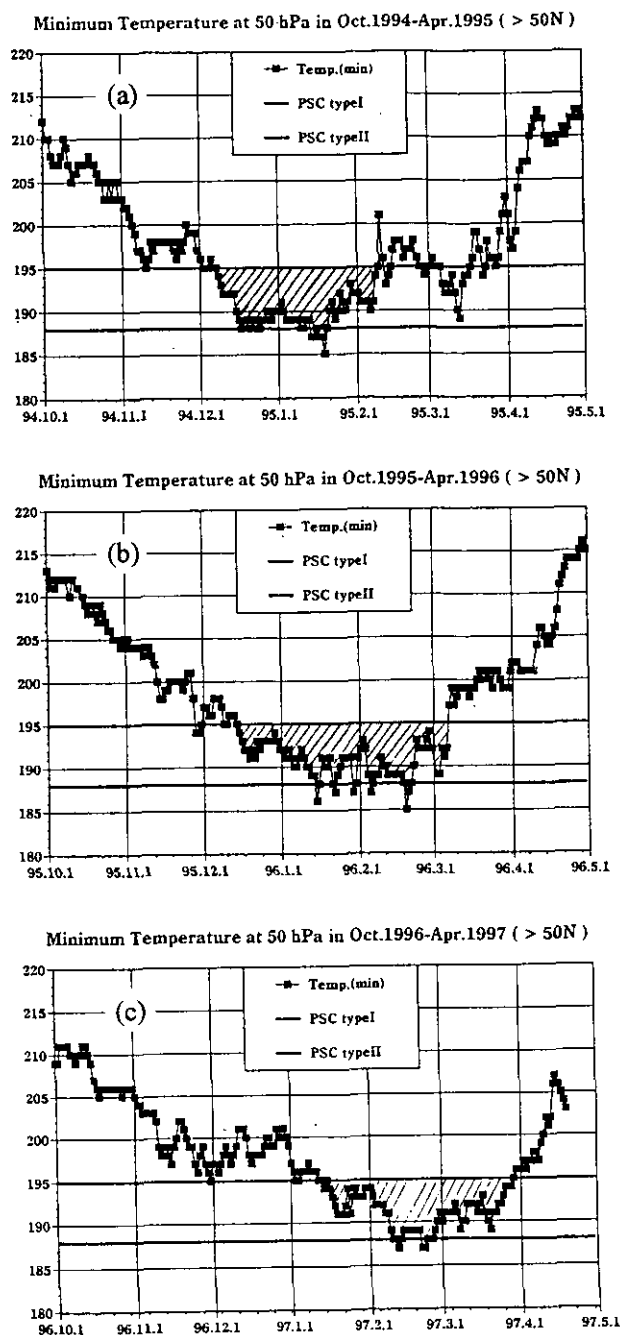 Minimum Temperature at 50 hPa in Oct.1994-Apr.1995 ( > 50N )
(a)
Temp.(min)
PSC typeI
PSC typeII
220
215
210
205
200
195
190
185
180
94.10.1 94.11.1 94.12.1 95.1.1 95.2.1 95.3.1 95.4.1 95.5.1
Minimum Temperature at 50 hPa in Oct.1995-Apr.1996 ( > 50N )
(b)
Temp.(min)
PSC typeI
PSC typeII
220
215
210
205
200
195
190
185
180
95.10.1 95.11.1 95.12.1 96.1.1 96.2.1 96.3.1 96.4.1 96.5.1
Minimum Temperature at 50 hPa in Oct.1996-Apr.1997 ( > 50N )
(c)
Temp.(min)
PSC typeI
PSC typeII
220
215
210
205
200
195
190
185
180
96.10.1 96.11.1 96.12.1 97.1.1 97.2.1 97.3.1 97.4.1 97.5.1